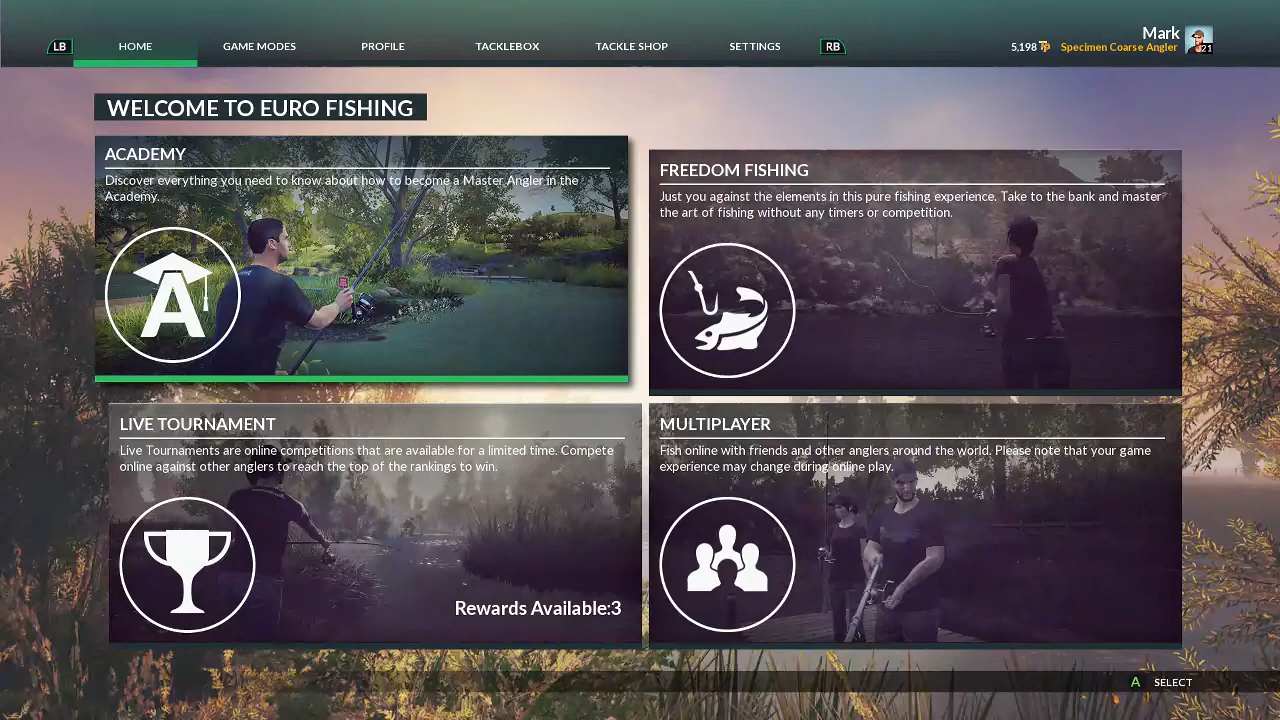 LB HOME GAME MODES PROFILE TACKLEBOX TACKLE SHOP SETTINGS RB
Mark
5,198 Specimen Coarse Angler 21
WELCOME TO EURO FISHING
ACADEMY
Discover everything you need to know about how to become a Master Angler in the
Academy.
A
FREEDOM FISHING
Just you against the elements in this pure fishing experience. Take to the bank and master
the art of fishing without any timers or competition.
LIVE TOURNAMENT
Live Tournaments are online competitions that are available for a limited time. Compete
online against other anglers to reach the top of the rankings to win.
Rewards Available:3
MULTIPLAYER
Fish online with friends and other anglers around the world. Please note that your game
experience may change during online play.
A SELECT